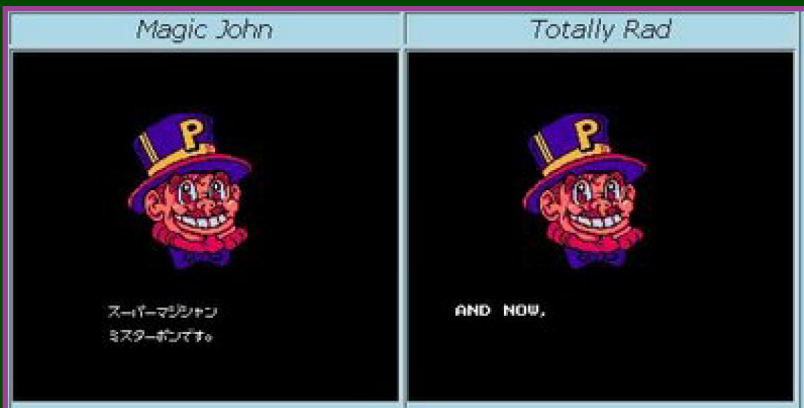 Magic John
Totally Rad
P
P
スーパーマジシャン
ミスターポンです。
AND NOW,